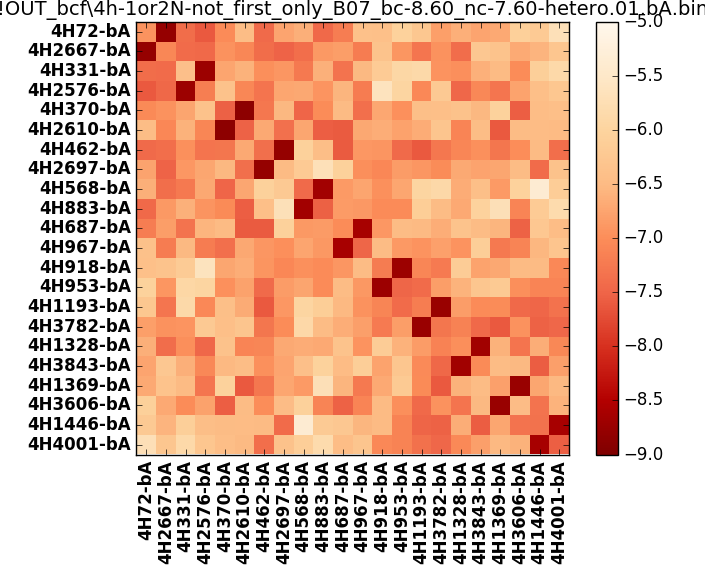 !OUT_bcf\4h-1or2N-not_first_only_B07_bc-8.60_nc-7.60-hetero.01.bA.bin
4H72-bA
4H2667-bA
4H331-bA
4H2576-bA
4H370-bA
4H2610-bA
4H462-bA
4H2697-bA
4H568-bA
4H883-bA
4H687-bA
4H967-bA
4H918-bA
4H953-bA
4H1193-bA
4H3782-bA
4H1328-bA
4H3843-bA
4H1369-bA
4H3606-bA
4H1446-bA
4H4001-bA
4H72-bA
4H2667-bA
4H331-bA
4H2576-bA
4H370-bA
4H2610-bA
4H462-bA
4H2697-bA
4H568-bA
4H883-bA
4H687-bA
4H967-bA
4H918-bA
4H953-bA
4H1193-bA
4H3782-bA
4H1328-bA
4H3843-bA
4H1369-bA
4H3606-bA
4H1446-bA
4H4001-bA
−5.0
−5.5
−6.0
−6.5
−7.0
−7.5
−8.0
−8.5
−9.0